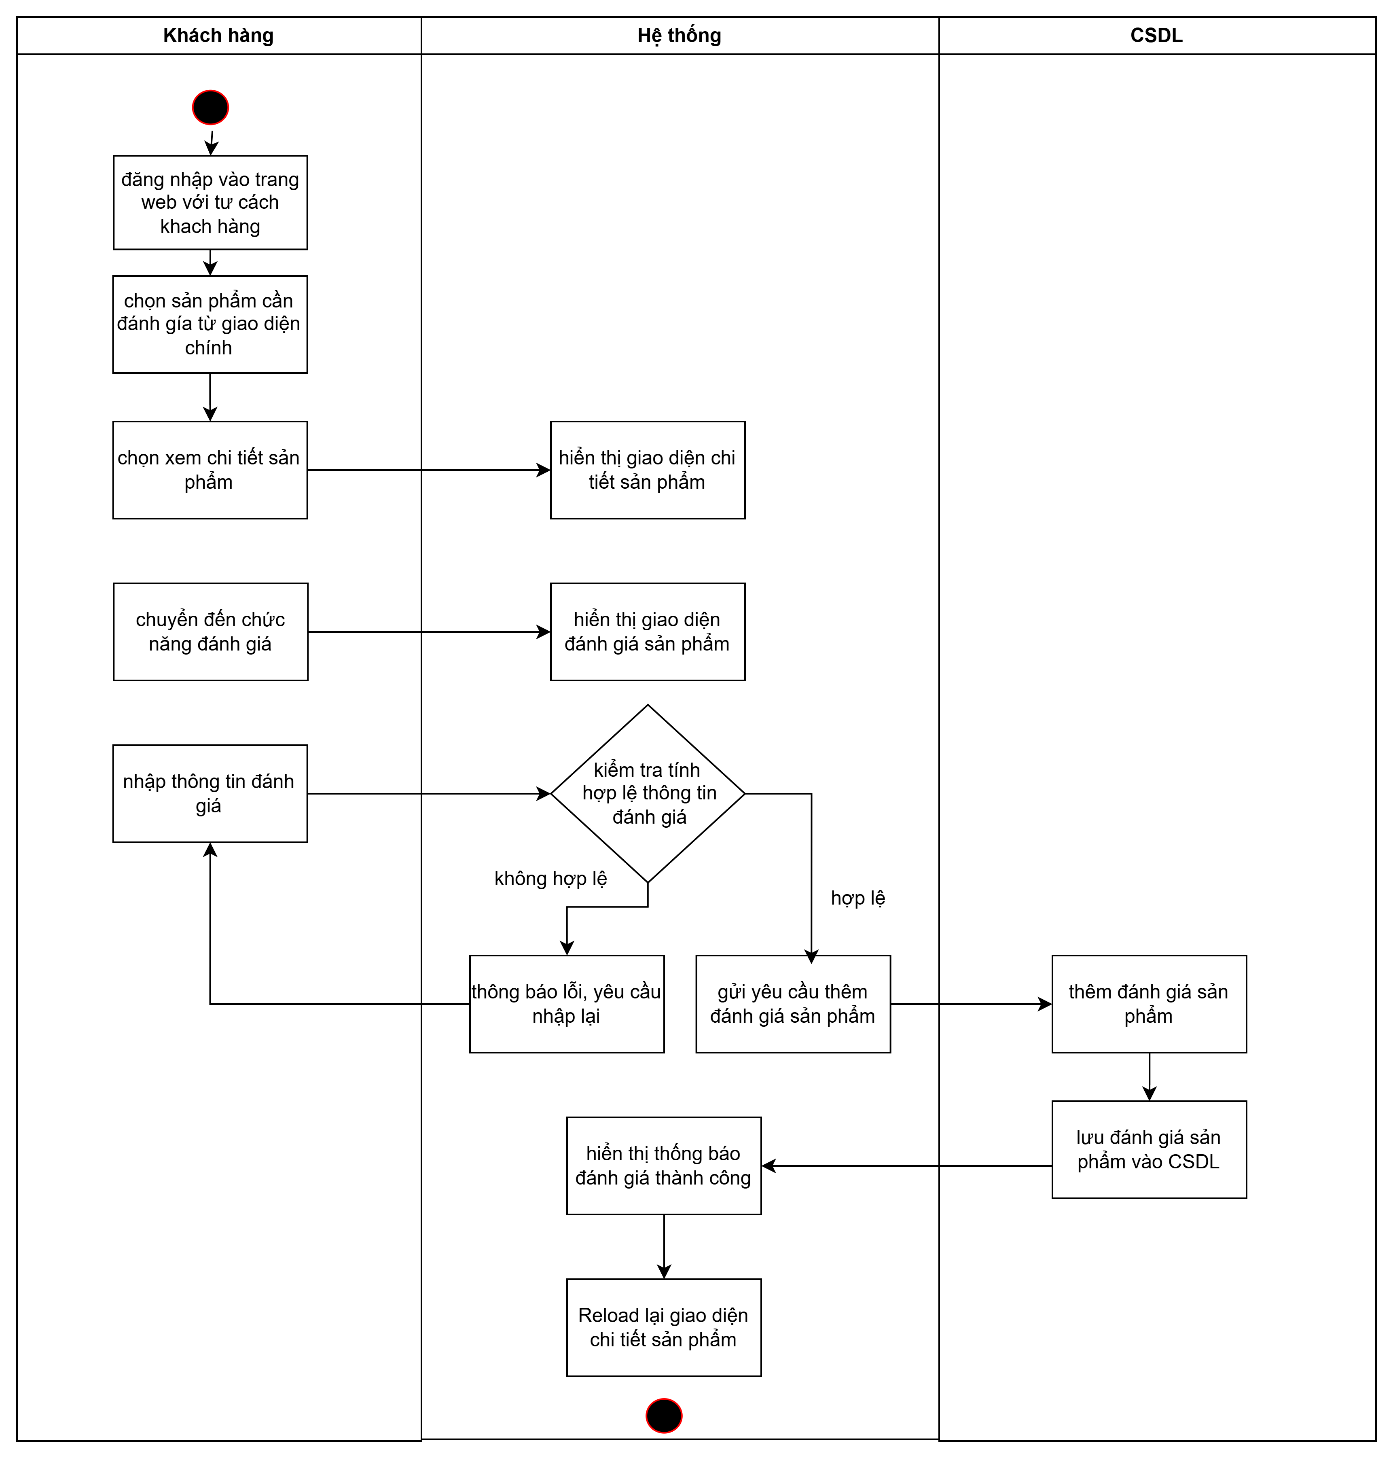 Khách hàng
Hệ thống
CSDL
đăng nhập vào trang
web với tư cách
khach hàng
chọn sản phẩm cần
đánh gía từ giao diện
chính
chọn xem chi tiết sản
phẩm
hiển thị giao diện chi
tiết sản phẩm
chuyển đến chức
năng đánh giá
hiển thị giao diện
đánh giá sản phẩm
nhập thông tin đánh
giá
kiểm tra tính
hợp lệ thông tin
đánh giá
không hợp lệ
hợp lệ
thông báo lỗi, yêu cầu
nhập lại
gửi yêu cầu thêm
đánh giá sản phẩm
thêm đánh giá sản
phẩm
lưu đánh giá sản
phẩm vào CSDL
hiển thị thống báo
đánh giá thành công
Reload lại giao diện
chi tiết sản phẩm